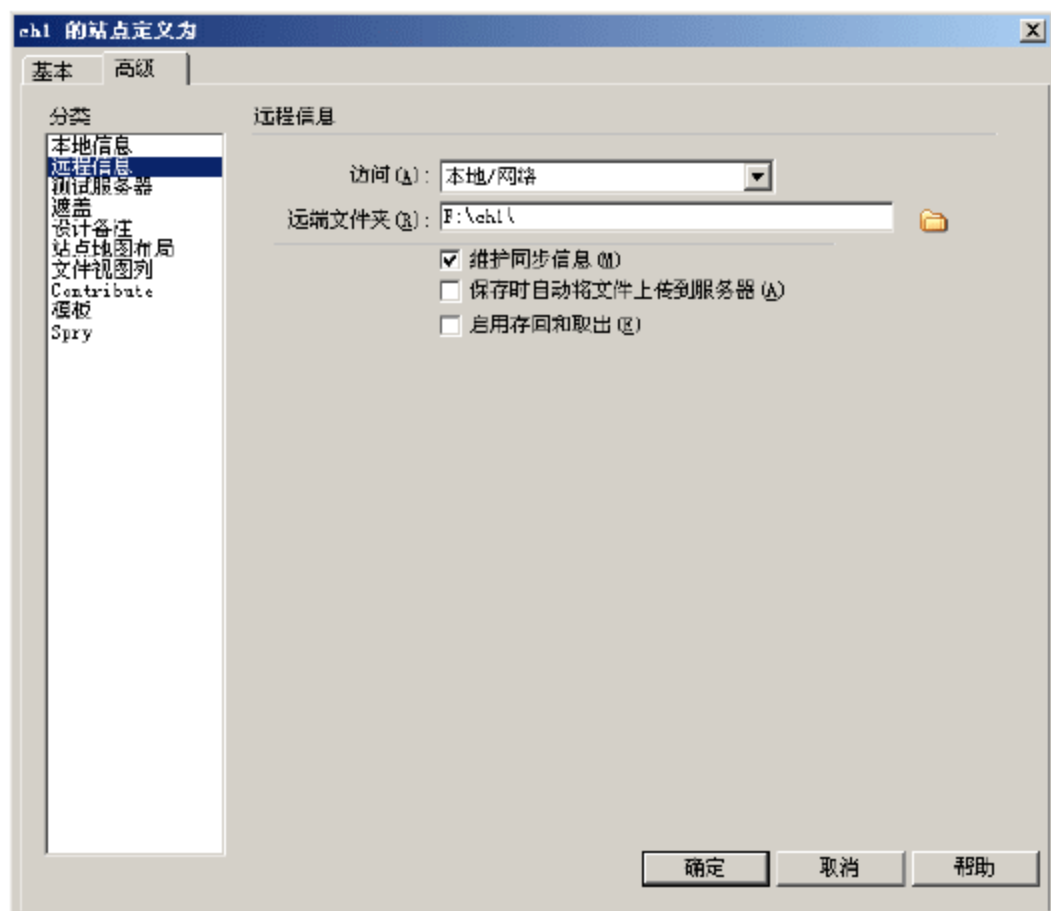 ch1 的站点定义为
基本 高级
分类
本地信息
远程信息
测试服务器
遮盖
设计备注
站点地图布局
文件视图列
Contribute
模板
Spry
远程信息
访问(A): 本地/网络
远端文件夹(R): F:\ch1\
维护同步信息(M)
保存时自动将文件上传到服务器(A)
启用存回和取出(E)
确定 取消 帮助